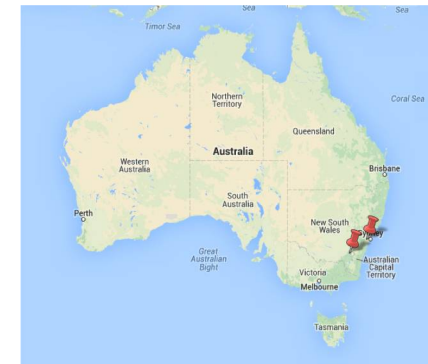 Sea
Sea
Timor Sea
Coral Sea
Northern
Territory
Queensland
Australia
Western
Australia
Brisbane
South
Australia
Perth
New South
Wales
Sydney
Great
Australian
Bight
Australian
Capital
Territory
Victoria
Melbourne
Tasmania